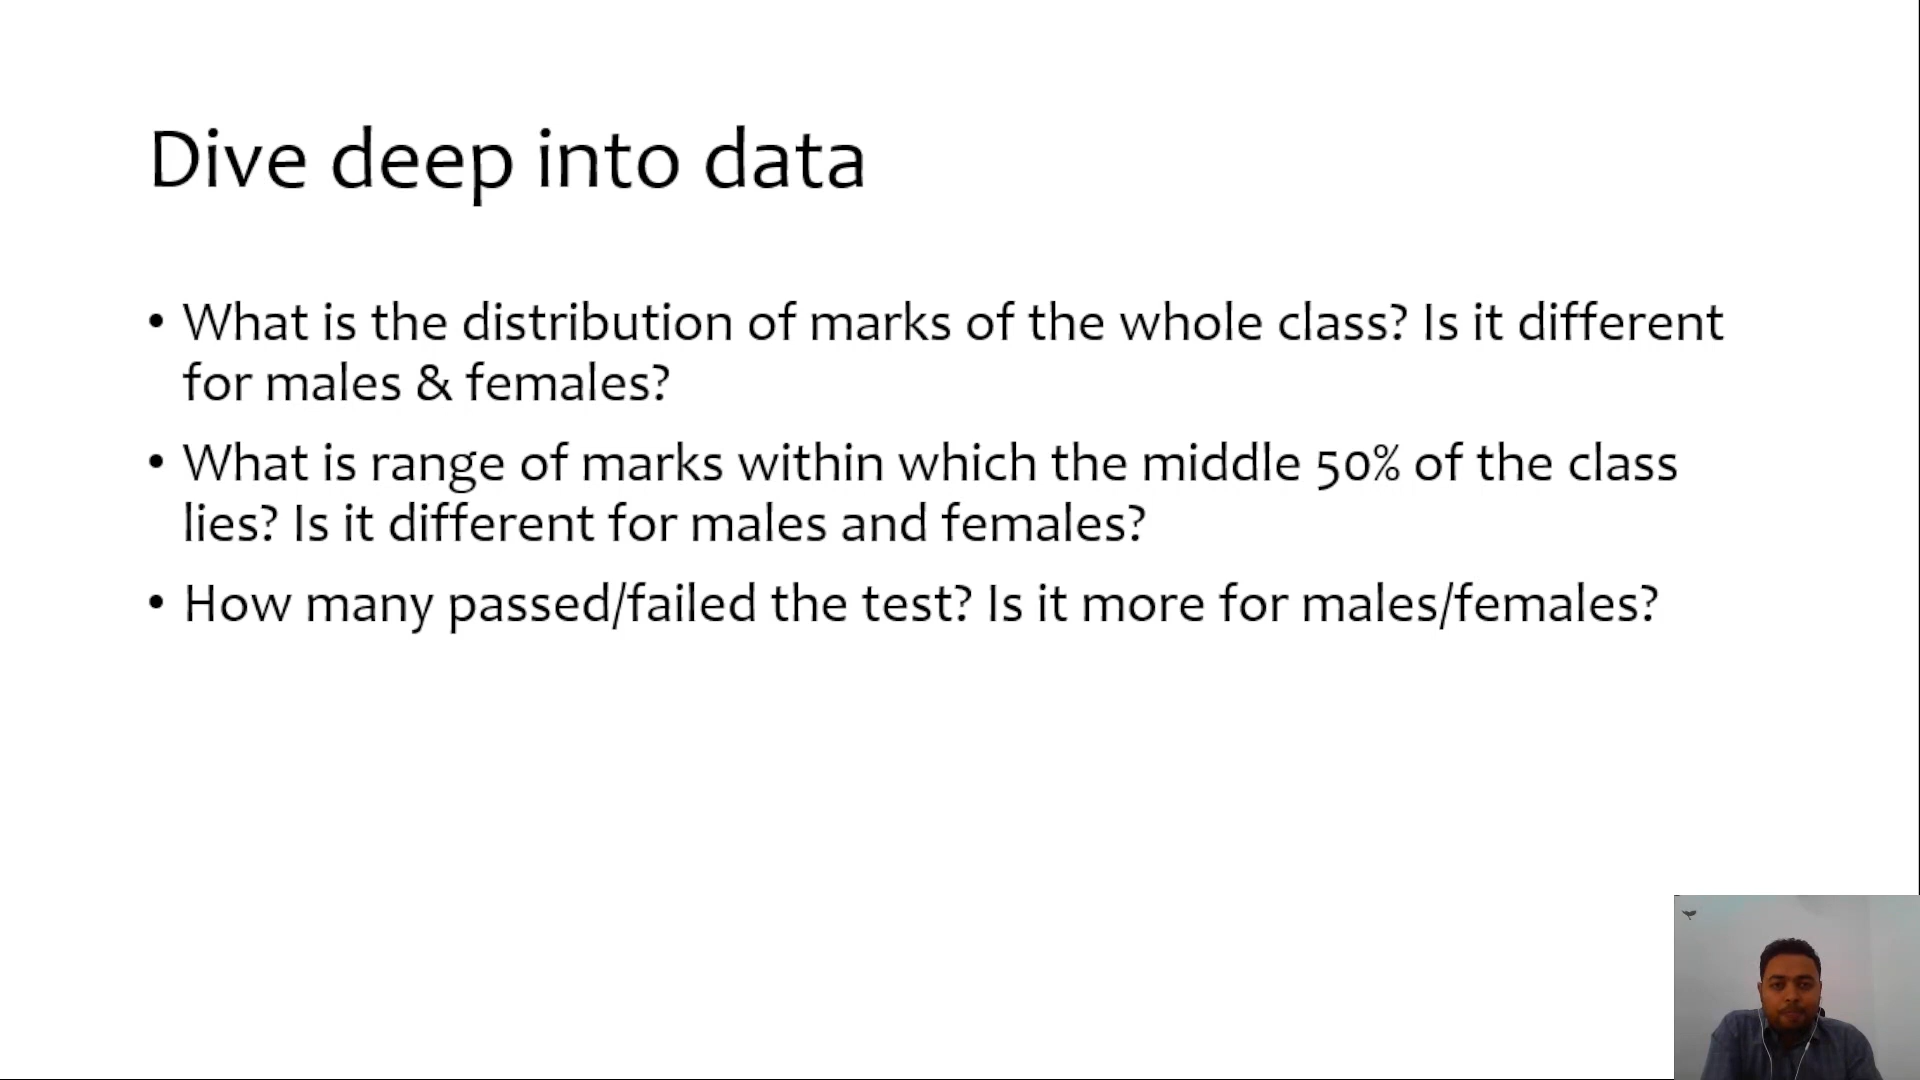 Dive deep into data
• What is the distribution of marks of the whole class? Is it different
for males & females?
• What is range of marks within which the middle 50% of the class
lies? Is it different for males and females?
• How many passed/failed the test? Is it more for males/females?